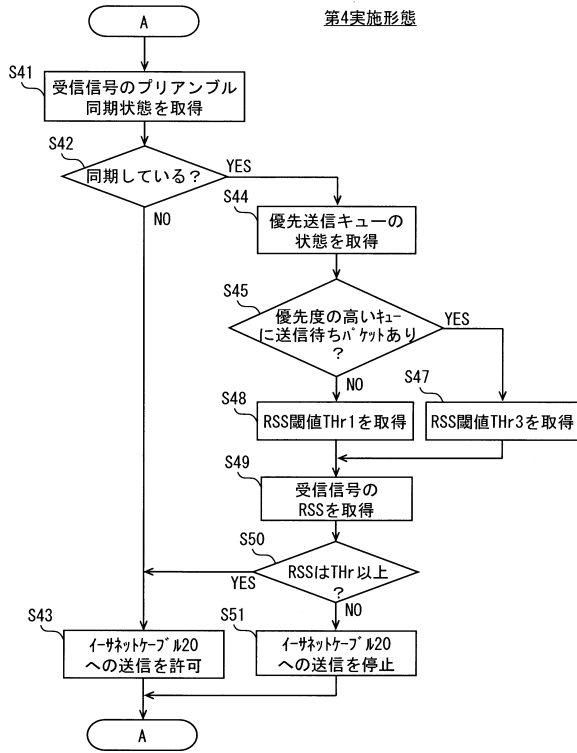 第4実施形態
A
S41
受信信号のプリアンブル
同期状態を取得
S42
同期している?
YES
NO
S44
優先送信キューの
状態を取得
S45
優先度の高いｷｭｰ
に送信待ちﾊﾟｹｯﾄあり
?
YES
NO
S48
RSS閾値THr1を取得
S47
RSS閾値THr3を取得
S49
受信信号の
RSSを取得
S50
RSSはTHr以上
?
YES
NO
S43
ｲｰｻﾈｯﾄｹｰﾌﾞﾙ20
への送信を許可
S51
ｲｰｻﾈｯﾄｹｰﾌﾞﾙ20
への送信を停止
A